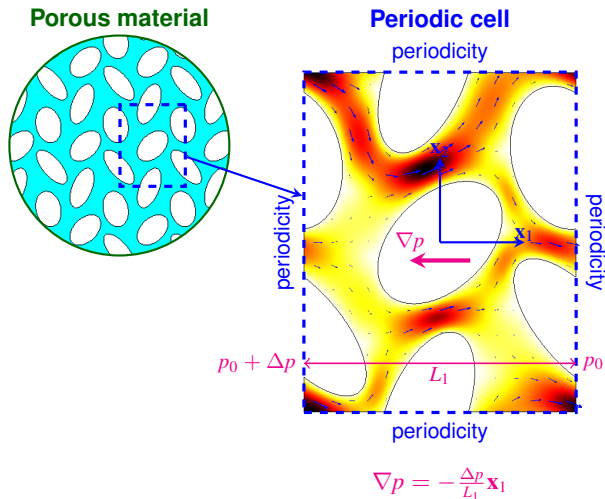 Porous material
Periodic cell
periodicity
x₂
periodicity
periodicity
∇p
x₁
p₀ + Δp
L₁
p₀
periodicity
∇p = −Δp/L₁ x₁